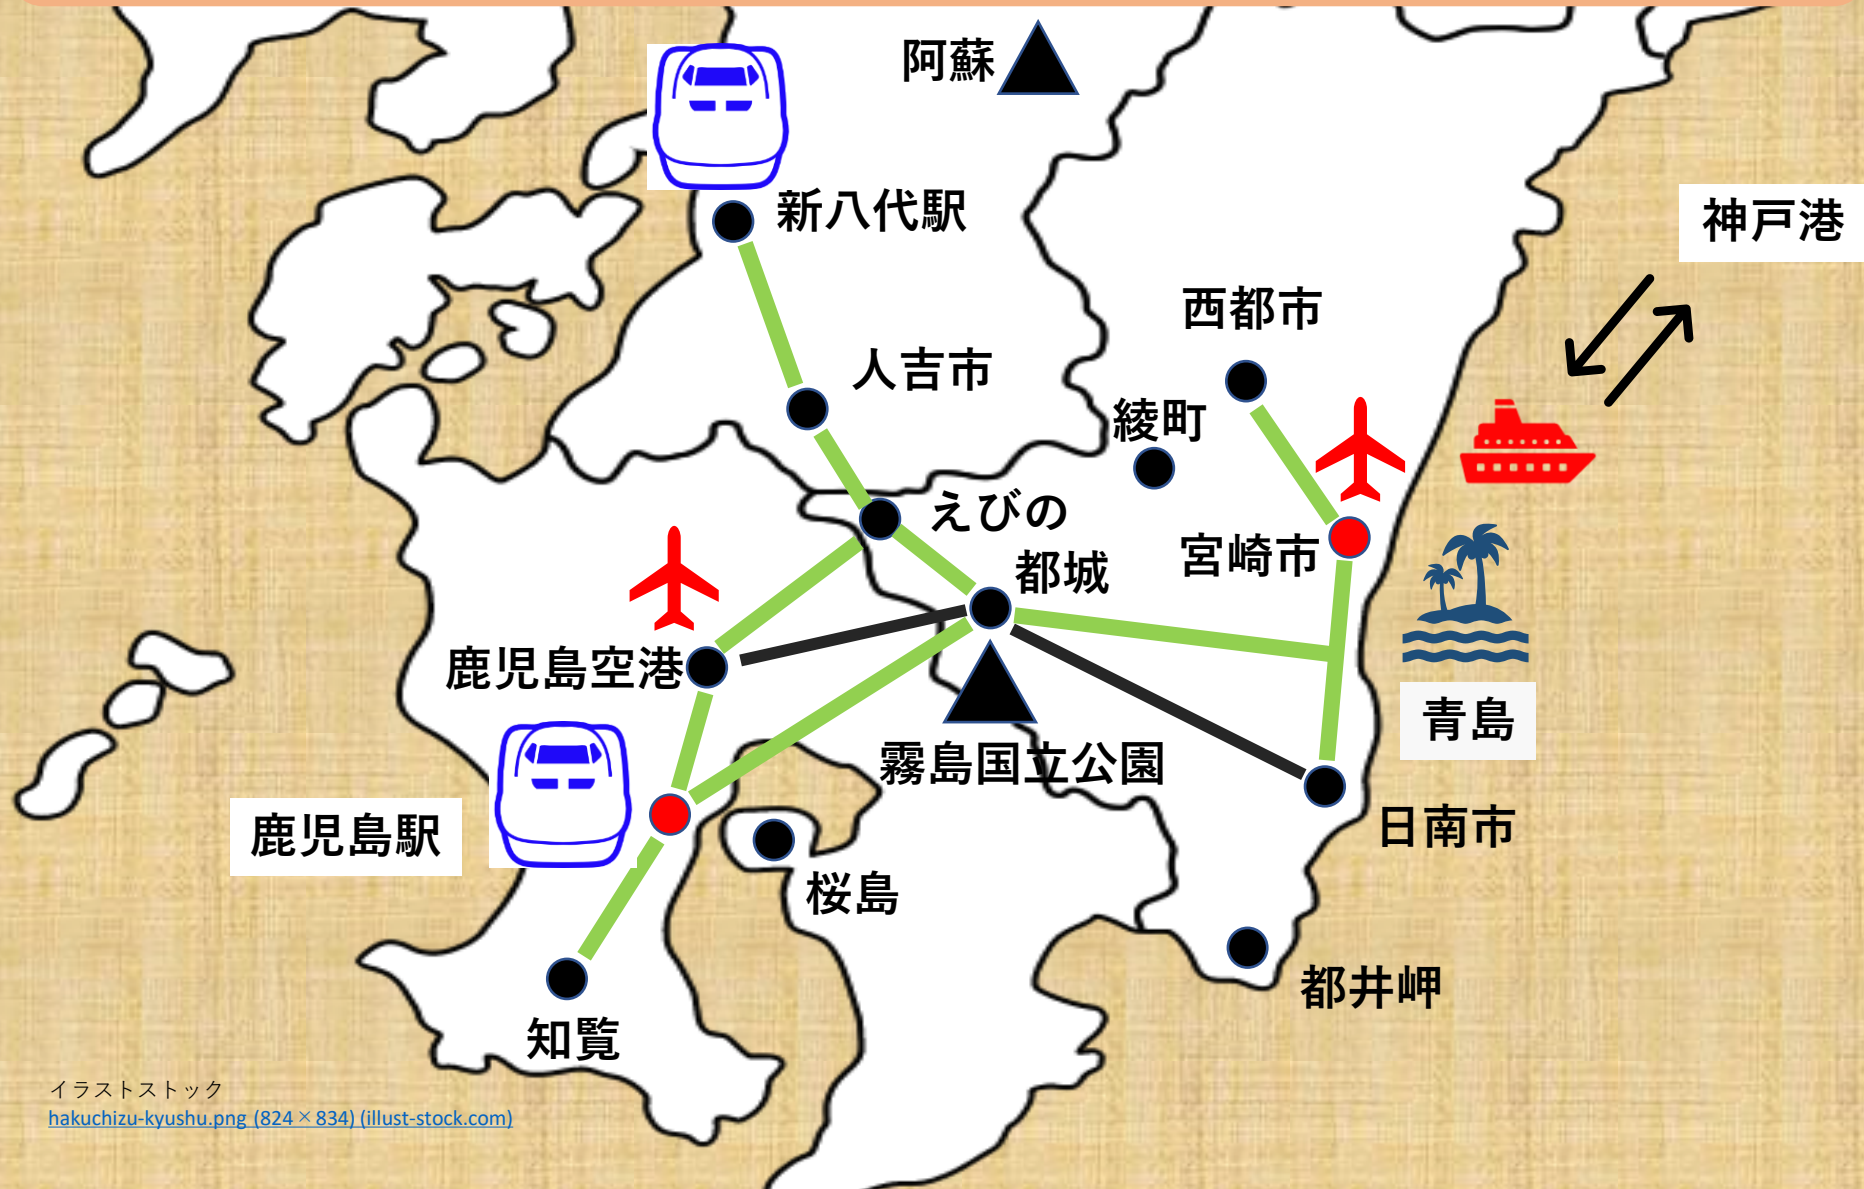 阿蘇
新八代駅
神戸港
西都市
人吉市
綾町
えびの
宮崎市
都城
鹿児島空港
青島
霧島国立公園
鹿児島駅
日南市
桜島
都井岬
知覧
イラストストック
hakuchizu-kyushu.png (824×834) (illust-stock.com)